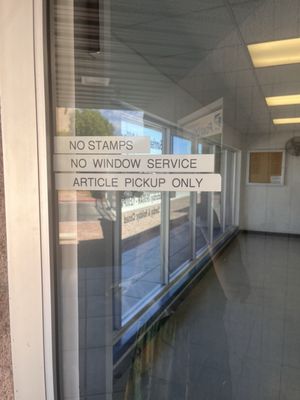 NO STAMPS
NO WINDOW SERVICE
ARTICLE PICKUP ONLY